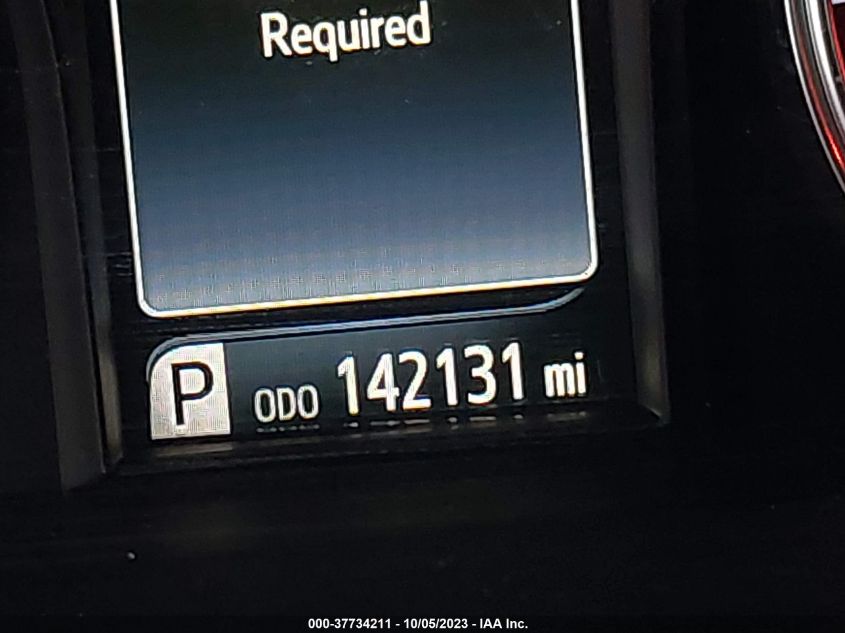 Required
P ODO 142131 mi
000-37734211 - 10/05/2023 - IAA Inc.